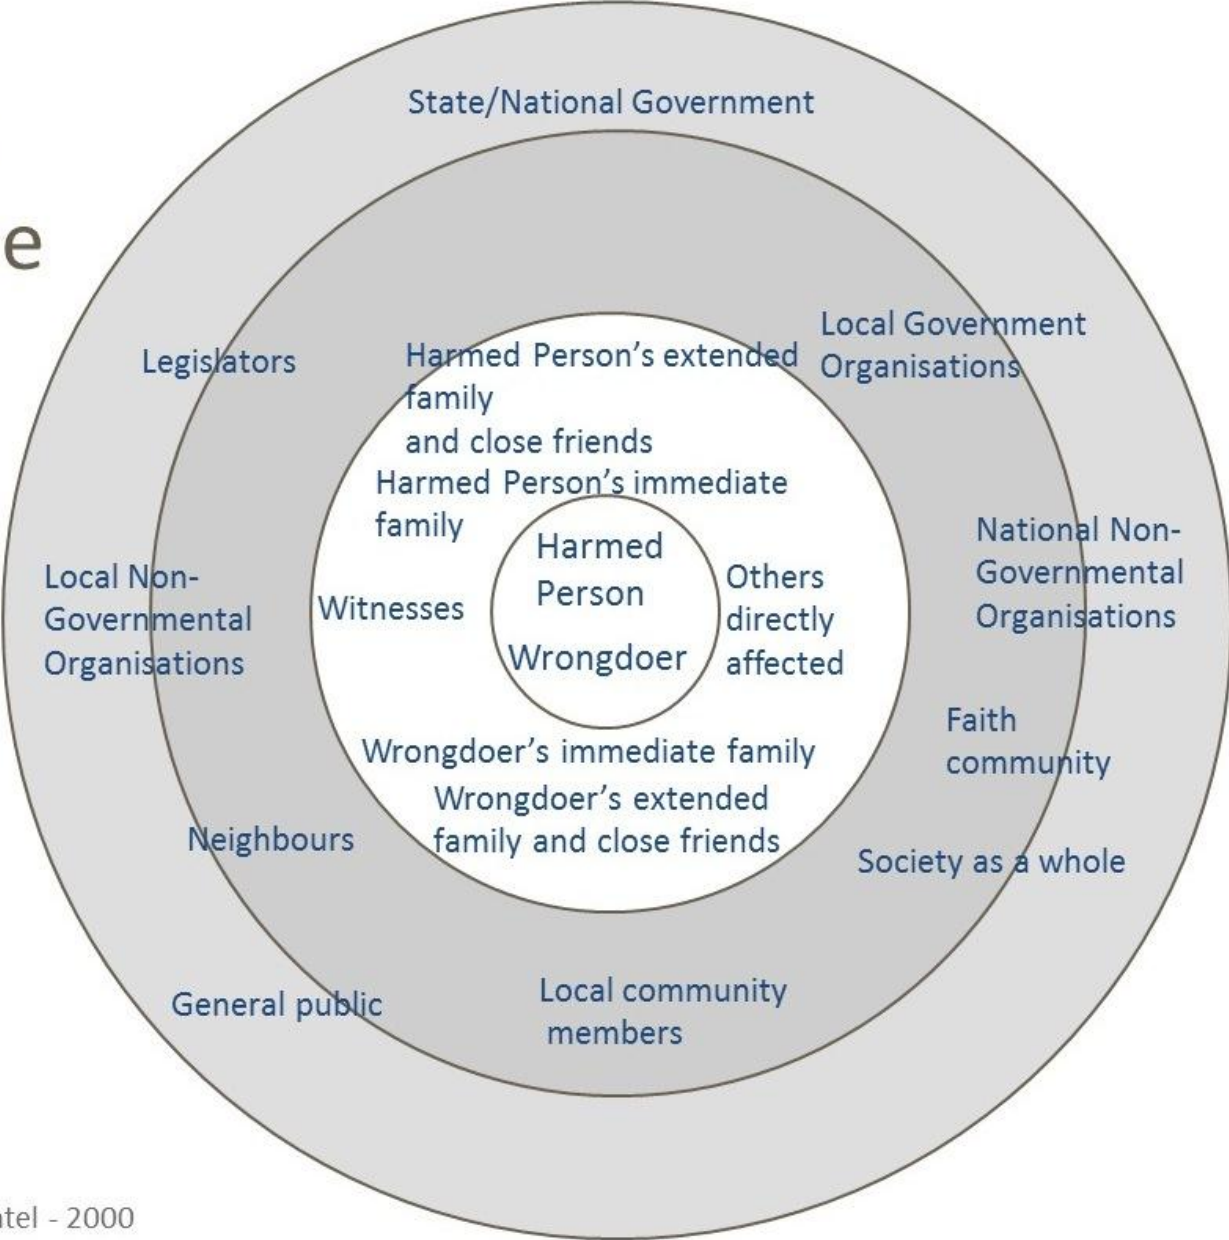 State/National Government
e
Local Government
Organisations
Legislators
Harmed Person's extended
family
and close friends
Harmed Person's immediate
family
Harmed
Person
Wrongdoer
Witnesses
Others
directly
affected
Local Non-
Governmental
Organisations
National Non-
Governmental
Organisations
Faith
community
Wrongdoer's immediate family
Wrongdoer's extended
family and close friends
Neighbours
Society as a whole
General public
Local community
members
tel - 2000